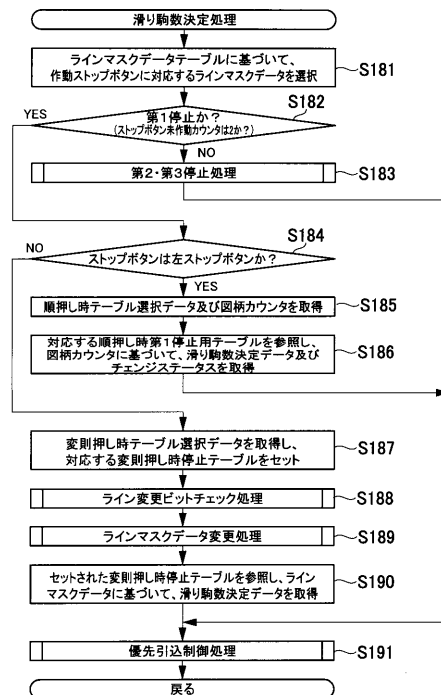 滑り駒数決定処理
ラインマスクデータテーブルに基づいて、
作動ストップボタンに対応するラインマスクデータを選択
S181
S182
YES
第1停止か?
(ストップボタン未作動カウンタは2か?)
NO
第2・第3停止処理
S183
S184
NO
ストップボタンは左ストップボタンか?
YES
順押し時テーブル選択データ及び図柄カウンタを取得
S185
対応する順押し時第1停止用テーブルを参照し、
図柄カウンタに基づいて、滑り駒数決定データ及び
チェンジステータスを取得
S186
変則押し時テーブル選択データを取得し、
対応する変則押し時停止テーブルをセット
S187
ライン変更ビットチェック処理
S188
ラインマスクデータ変更処理
S189
セットされた変則押し時停止テーブルを参照し、ライン
マスクデータに基づいて、滑り駒数決定データを取得
S190
優先引込制御処理
S191
戻る